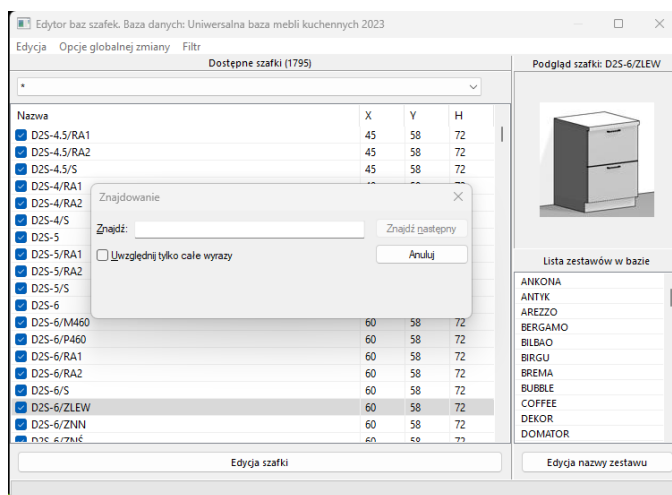 Edytor baz szafek. Baza danych: Uniwersalna baza mebli kuchennych 2023
Edycja Opcje globalnej zmiany Filtr
Dostępne szafki (1795)
*
Nazwa X Y H
D2S-4.5/RA1 45 58 72
D2S-4.5/RA2 45 58 72
D2S-4.5/S 45 58 72
D2S-4/RA1
D2S-4/RA2
D2S-4/S
D2S-5
D2S-5/RA1
D2S-5/RA2
D2S-5/S
D2S-6
D2S-6/M460 60 58 72
D2S-6/P460 60 58 72
D2S-6/RA1 60 58 72
D2S-6/RA2 60 58 72
D2S-6/S 60 58 72
D2S-6/ZLEW 60 58 72
D2S-6/ZNN 60 58 72
D2S-6/ZNŚ 60 58 72
Edycja szafki
Znajdowanie
Znajdź:
Znajdź następny
Uwzględnij tylko całe wyrazy
Anuluj
Podgląd szafki: D2S-6/ZLEW
Lista zestawów w bazie
ANKONA
ANTYK
AREZZO
BERGAMO
BILBAO
BIRGU
BREMA
BUBBLE
COFFEE
DEKOR
DOMATOR
Edycja nazwy zestawu